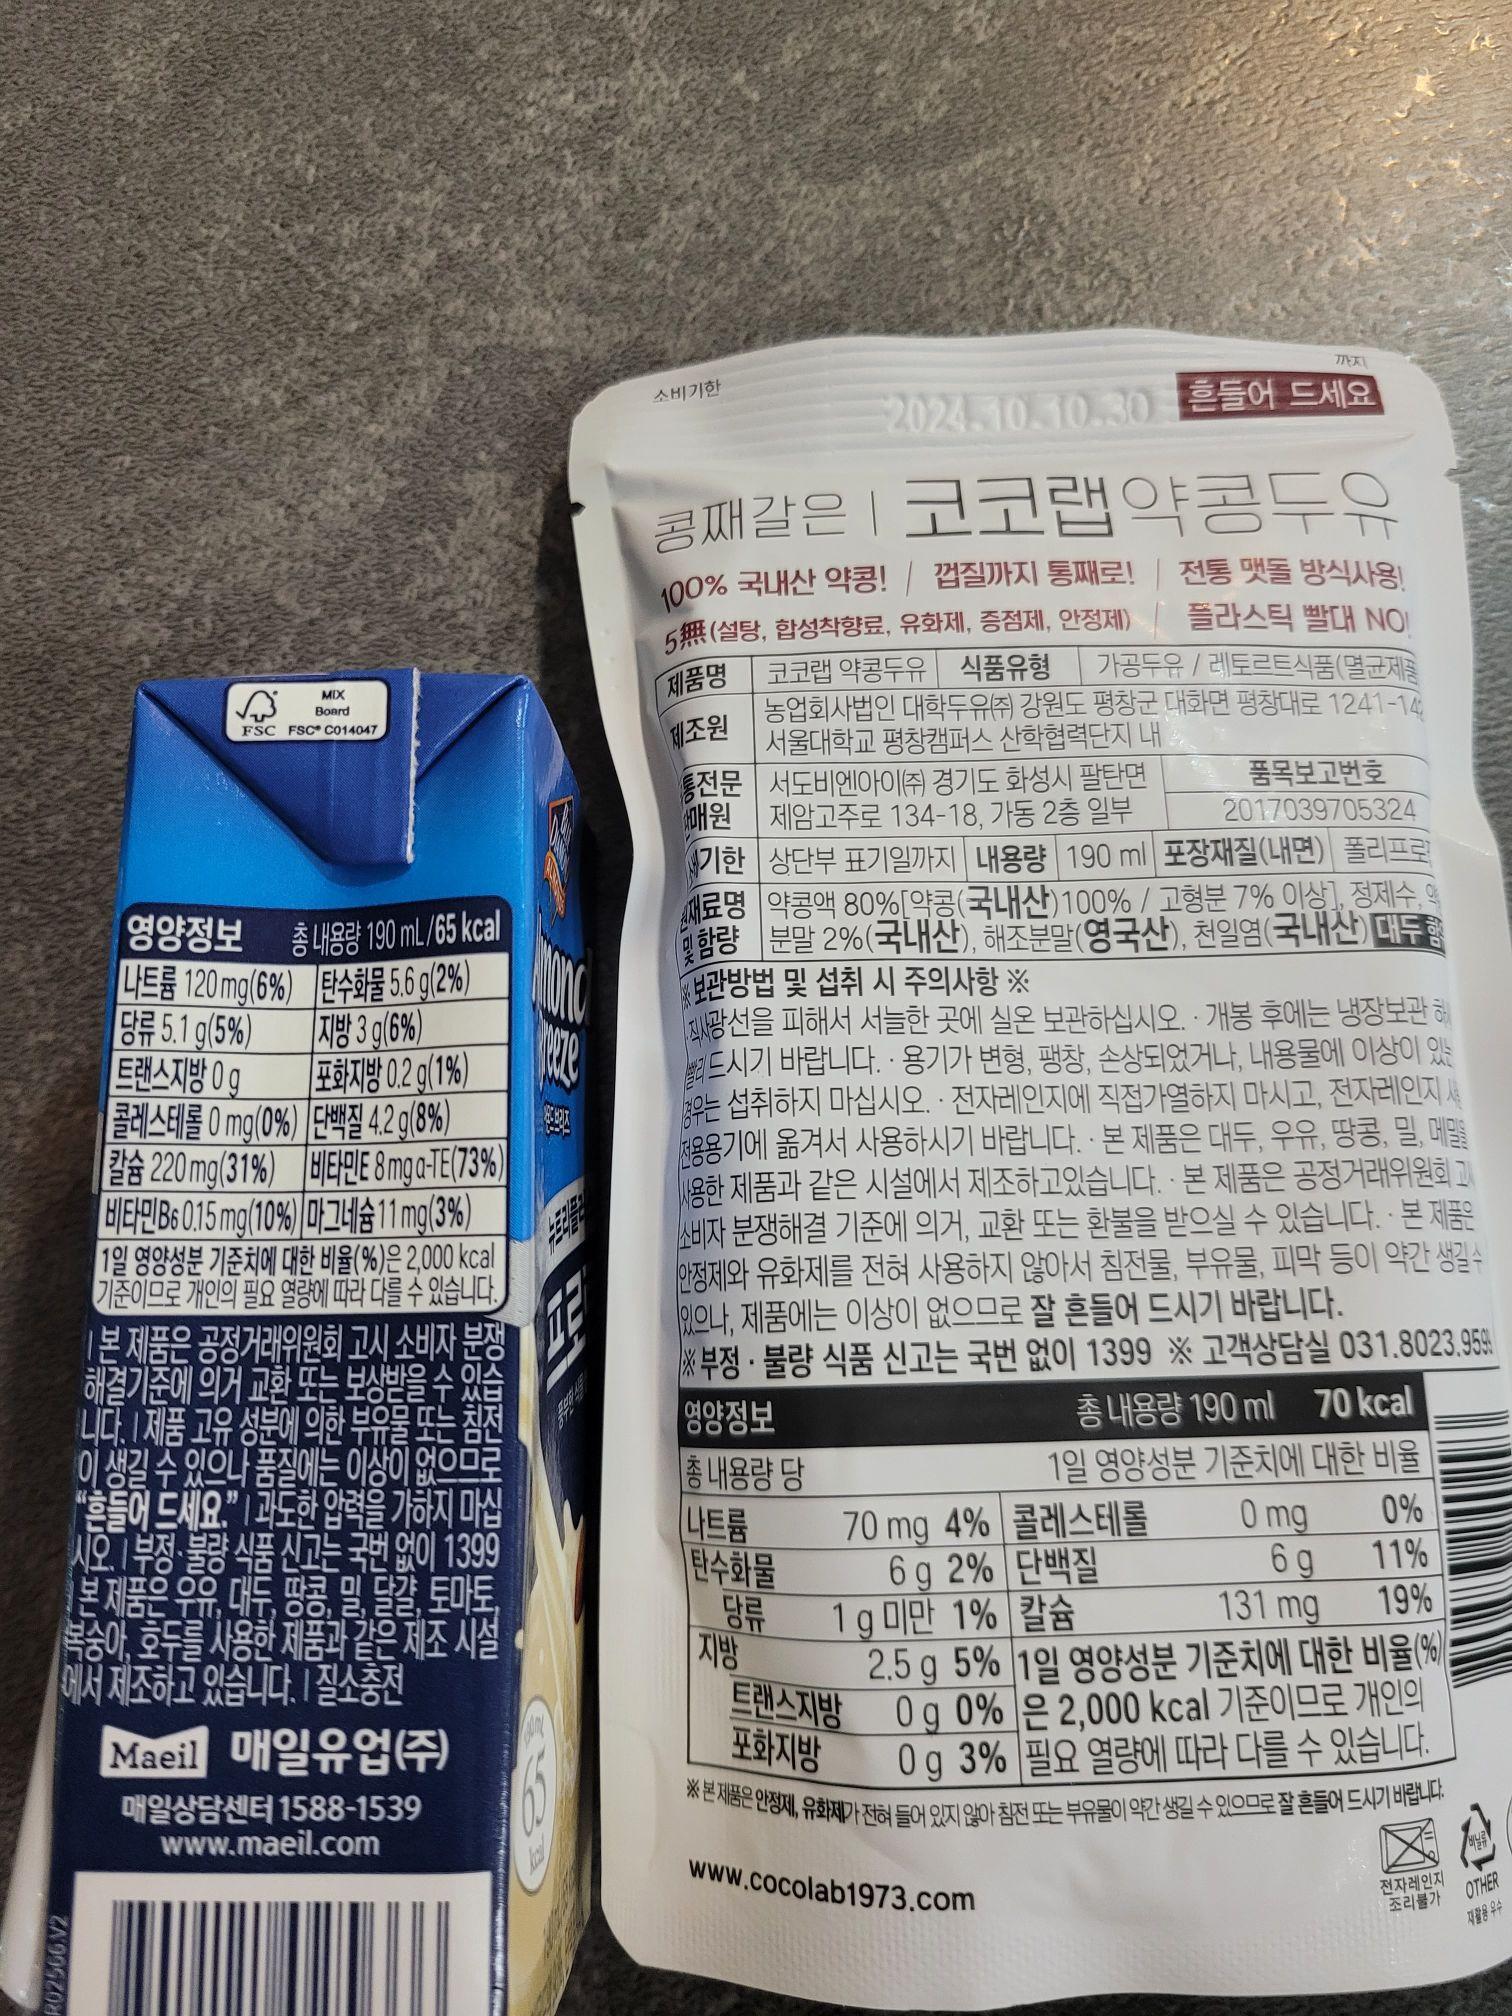 MIX
Board
FSC FSC® C014047
영양정보 총 내용량 190 mL/65 kcal
나트륨 120 mg(6%) 탄수화물 5.6 g(2%)
당류 5.1 g(5%) 지방 3 g(6%)
트랜스지방 0 g 포화지방 0.2 g(1%)
콜레스테롤 0 mg(0%) 단백질 4.2 g(8%)
칼슘 220 mg(31%) 비타민E 8 mg α-TE(73%)
비타민B6 0.15 mg(10%) 마그네슘 11 mg(3%)
1일 영양성분 기준치에 대한 비율(%)은 2,000 kcal
기준이므로 개인의 필요 열량에 따라 다를 수 있습니다.
| 본 제품은 공정거래위원회 고시 소비자 분쟁
해결기준에 의거 교환 또는 보상받을 수 있습
니다. | 제품 고유 성분에 의한 부유물 또는 침전
이 생길 수 있으나 품질에는 이상이 없으므로
"흔들어 드세요." | 과도한 압력을 가하지 마십
시오. | 부정·불량 식품 신고는 국번 없이 1399
본 제품은 우유, 대두, 땅콩, 밀, 달걀, 토마토,
복숭아, 호두를 사용한 제품과 같은 제조 시설
에서 제조하고 있습니다. | 질소충전
Maeil 매일유업(주)
매일상담센터 1588-1539
www.maeil.com
R02566.V2
65
kcal
소비기한
까지
2024.10.10.30
흔들어 드세요
콩째갈은 | 코코랩 약콩두유
100% 국내산 약콩! / 껍질까지 통째로! / 전통 맷돌 방식사용!
5無(설탕, 합성착향료, 유화제, 증점제, 안정제) / 플라스틱 빨대 NO!
제품명 코코랩 약콩두유 식품유형 가공두유 / 레토르트식품(멸균제품
제조원 농업회사법인 대학두유㈜ 강원도 평창군 대화면 평창대로 1241-14
서울대학교 평창캠퍼스 산학협력단지 내
통전문 서도비엔아이㈜ 경기도 화성시 팔탄면 품목보고번호
판매원 제암고주로 134-18, 가동 2층 일부 2017039705324
기한 상단부 표기일까지 내용량 190 ml 포장재질(내면) 폴리프로
원재료명 약콩액 80%[약콩(국내산)100% / 고형분 7% 이상], 정제수,
및 함량 분말 2%(국내산), 해조분말(영국산), 천일염(국내산) 대두 함
※ 보관방법 및 섭취 시 주의사항 ※
직사광선을 피해서 서늘한 곳에 실온 보관하십시오. · 개봉 후에는 냉장보관
빨리 드시기 바랍니다. · 용기가 변형, 팽창, 손상되었거나, 내용물에 이상이 있는
경우는 섭취하지 마십시오. · 전자레인지에 직접가열하지 마시고, 전자레인지
전용용기에 옮겨서 사용하시기 바랍니다. · 본 제품은 대두, 우유, 땅콩, 밀, 메밀을
사용한 제품과 같은 시설에서 제조하고있습니다. · 본 제품은 공정거래위원회
소비자 분쟁해결 기준에 의거, 교환 또는 환불을 받으실 수 있습니다. · 본 제품은
안정제와 유화제를 전혀 사용하지 않아서 침전물, 부유물, 피막 등이 약간 생길수
있으나, 제품에는 이상이 없으므로 잘 흔들어 드시기 바랍니다.
※ 부정 · 불량 식품 신고는 국번 없이 1399 ※ 고객상담실 031.8023.9599
영양정보 총 내용량 190 ml 70 kcal
총 내용량 당 1일 영양성분 기준치에 대한 비율
나트륨 70 mg 4% 콜레스테롤 0 mg 0%
탄수화물 6 g 2% 단백질 6 g 11%
당류 1 g 미만 1% 칼슘 131 mg 19%
지방 2.5 g 5% 1일 영양성분 기준치에 대한 비율(%)
트랜스지방 0 g 0% 은 2,000 kcal 기준이므로 개인의
포화지방 0 g 3% 필요 열량에 따라 다를 수 있습니다.
※ 본 제품은 안정제, 유화제가 전혀 들어 있지 않아 침전 또는 부유물이 약간 생길 수 있으므로 잘 흔들어 드시기 바랍니다.
www.cocolab1973.com
전자레인지
조리불가
비닐류
OTHER
재활용 우수